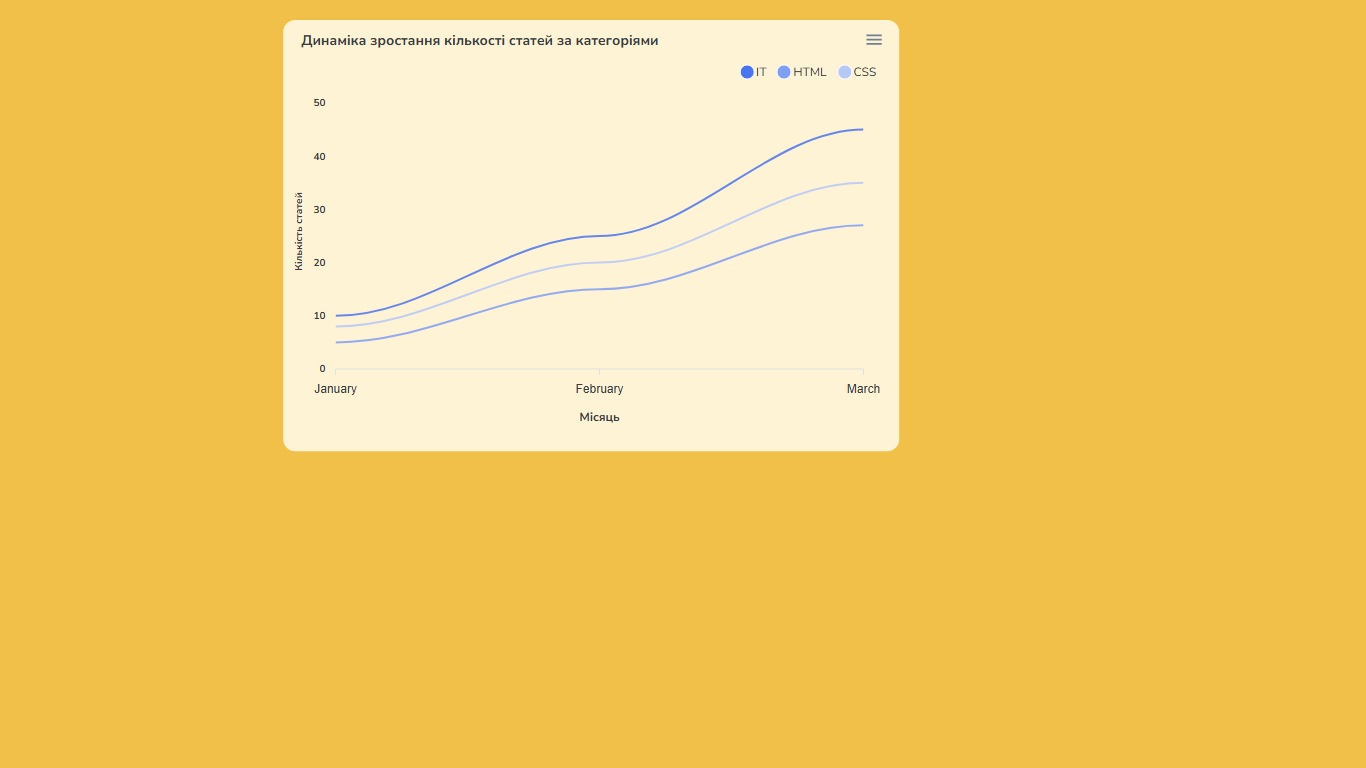 Динаміка зростання кількості статей за категоріями
IT HTML CSS
50
40
30
20
10
0
Кількість статей
January February March
Місяць